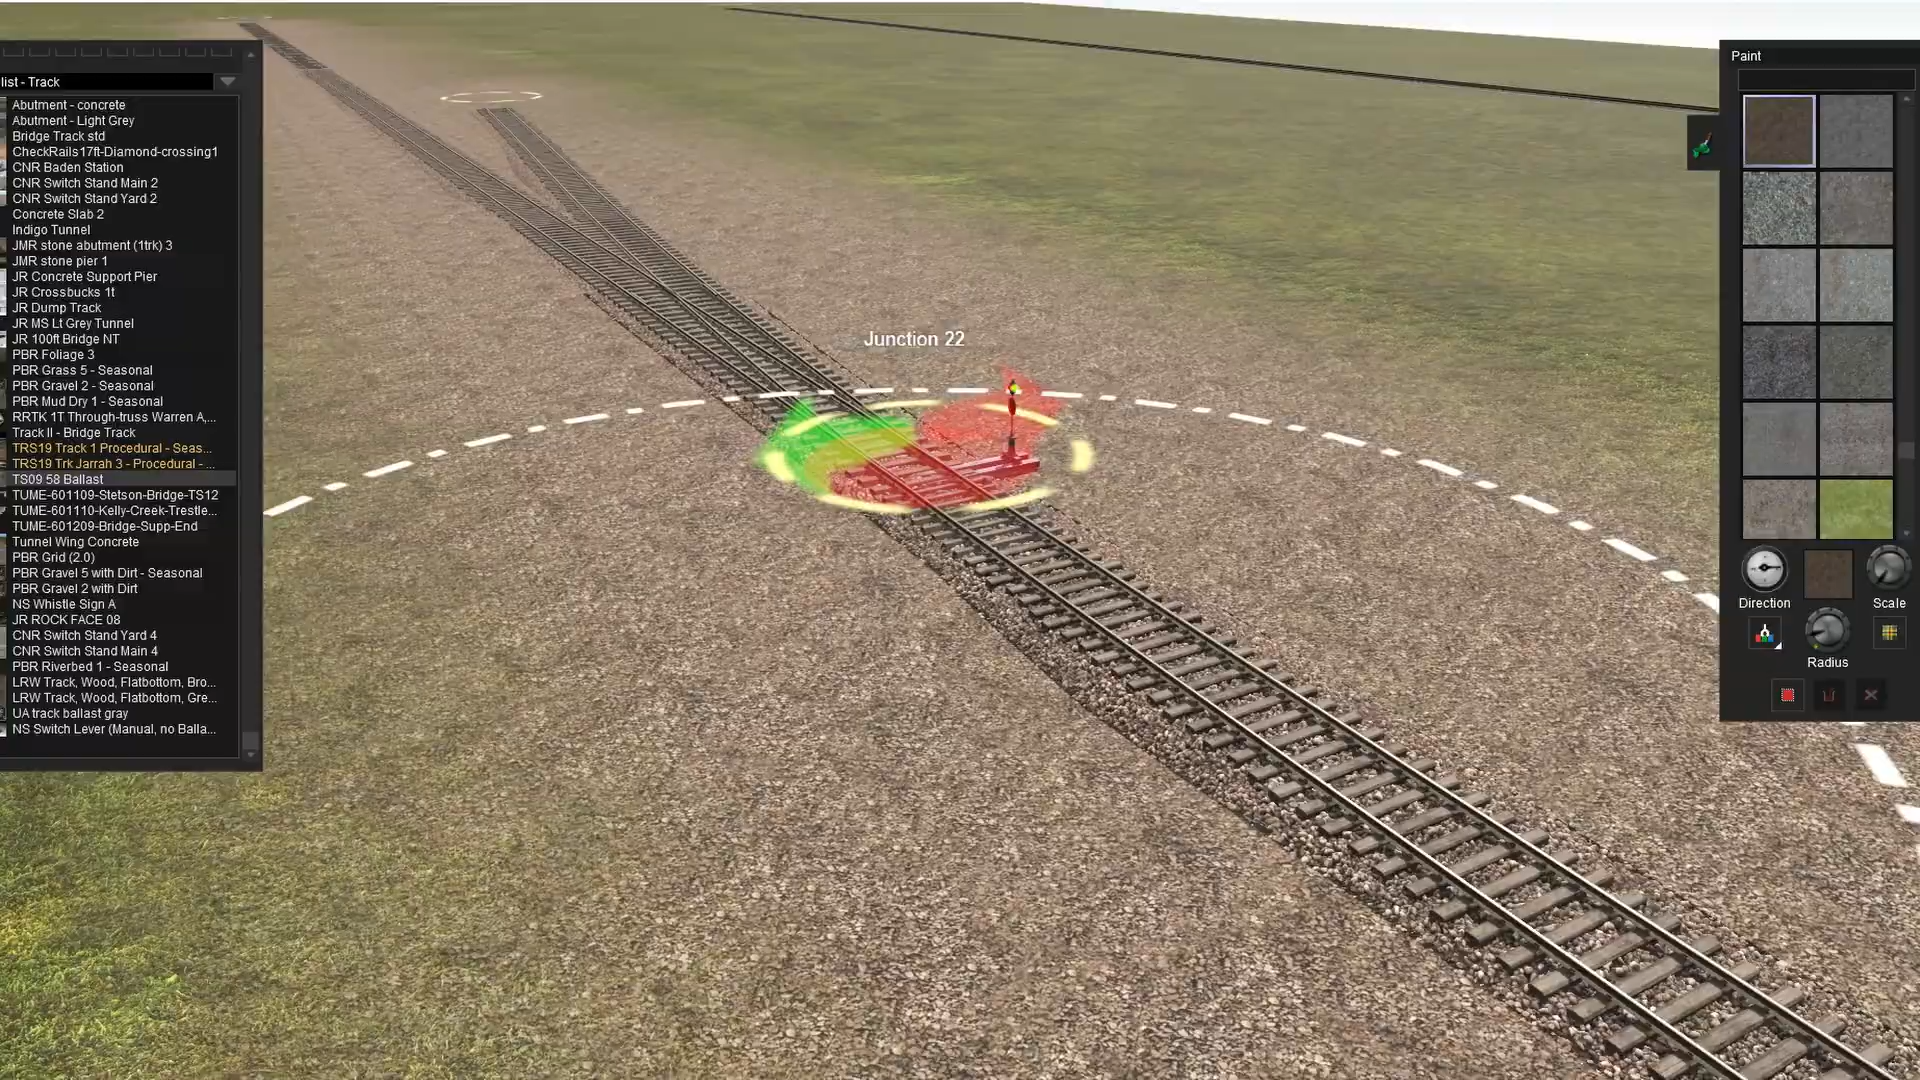 list - Track
Abutment - concrete
Abutment - Light Grey
Bridge Track std
CheckRails17ft-Diamond-crossing1
CNR Baden Station
CNR Switch Stand Main 2
CNR Switch Stand Yard 2
Concrete Slab 2
Indigo Tunnel
JMR stone abutment (1trk) 3
JMR stone pier 1
JR Concrete Support Pier
JR Crossbucks 1t
JR Dump Track
JR MS Lt Grey Tunnel
JR 100ft Bridge NT
PBR Foliage 3
PBR Grass 5 - Seasonal
PBR Gravel 2 - Seasonal
PBR Mud Dry 1 - Seasonal
RRTK 1T Through-truss Warren A,...
Track II - Bridge Track
TRS19 Track 1 Procedural - Seas...
TRS19 Trk Jarrah 3 - Procedural - ...
TS09 58 Ballast
TUME-601109-Stetson-Bridge-TS12
TUME-601110-Kelly-Creek-Trestle...
TUME-601209-Bridge-Supp-End
Tunnel Wing Concrete
PBR Grid (2.0)
PBR Gravel 5 with Dirt - Seasonal
PBR Gravel 2 with Dirt
NS Whistle Sign A
JR ROCK FACE 08
CNR Switch Stand Yard 4
CNR Switch Stand Main 4
PBR Riverbed 1 - Seasonal
LRW Track, Wood, Flatbottom, Bro...
LRW Track, Wood, Flatbottom, Gre...
UA track ballast gray
NS Switch Lever (Manual, no Balla...
Junction 22
Paint
Direction
Scale
Radius